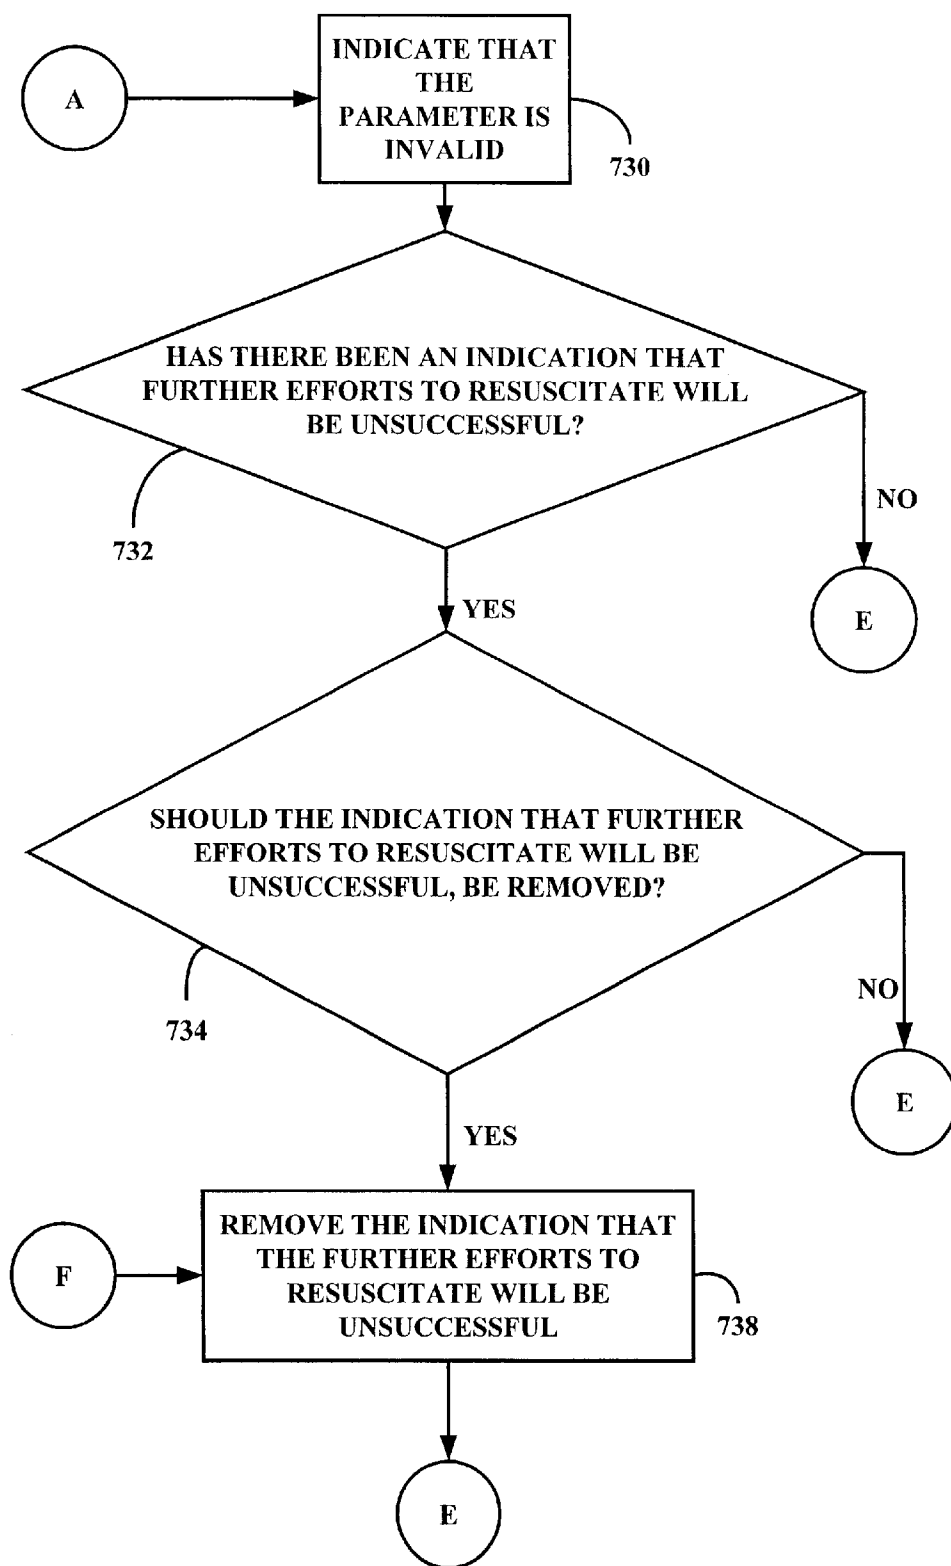 INDICATE THAT
THE
PARAMETER IS
INVALID
A
730
HAS THERE BEEN AN INDICATION THAT
FURTHER EFFORTS TO RESUSCITATE WILL
BE UNSUCCESSFUL?
NO
732
YES
E
SHOULD THE INDICATION THAT FURTHER
EFFORTS TO RESUSCITATE WILL BE
UNSUCCESSFUL, BE REMOVED?
NO
734
E
YES
REMOVE THE INDICATION THAT
THE FURTHER EFFORTS TO
RESUSCITATE WILL BE
UNSUCCESSFUL
F
738
E